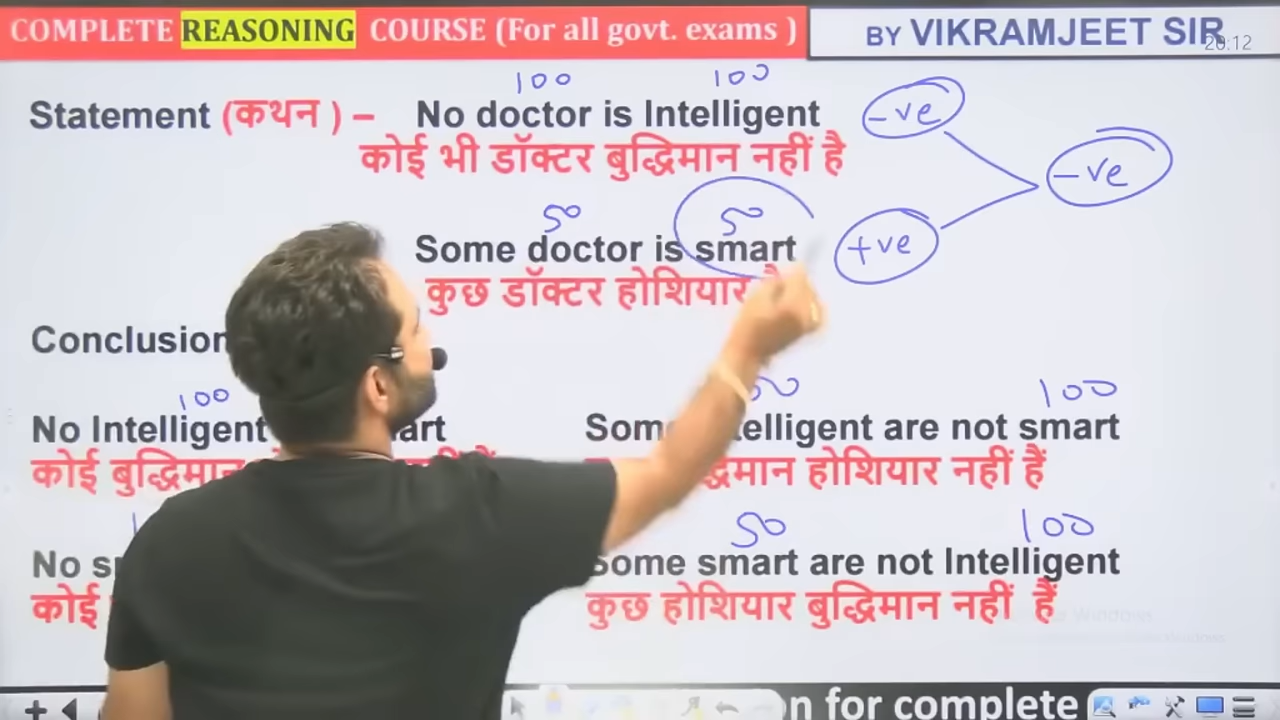 COMPLETE REASONING COURSE (For all govt. exams )
BY VIKRAMJEET SIR
20:12
100 100
Statement (कथन ) – No doctor is Intelligent
-ve
कोई भी डॉक्टर बुद्धिमान नहीं है
-ve
50 50
Some doctor is smart
+ve
कुछ डॉक्टर होशियार
Conclusion
100 50 100
No Intelligent Some are not smart
कोई बुद्धिमान होशियार नहीं हैं
50 100
No Some smart are not Intelligent
कोई कुछ होशियार बुद्धिमान नहीं हैं
for complete